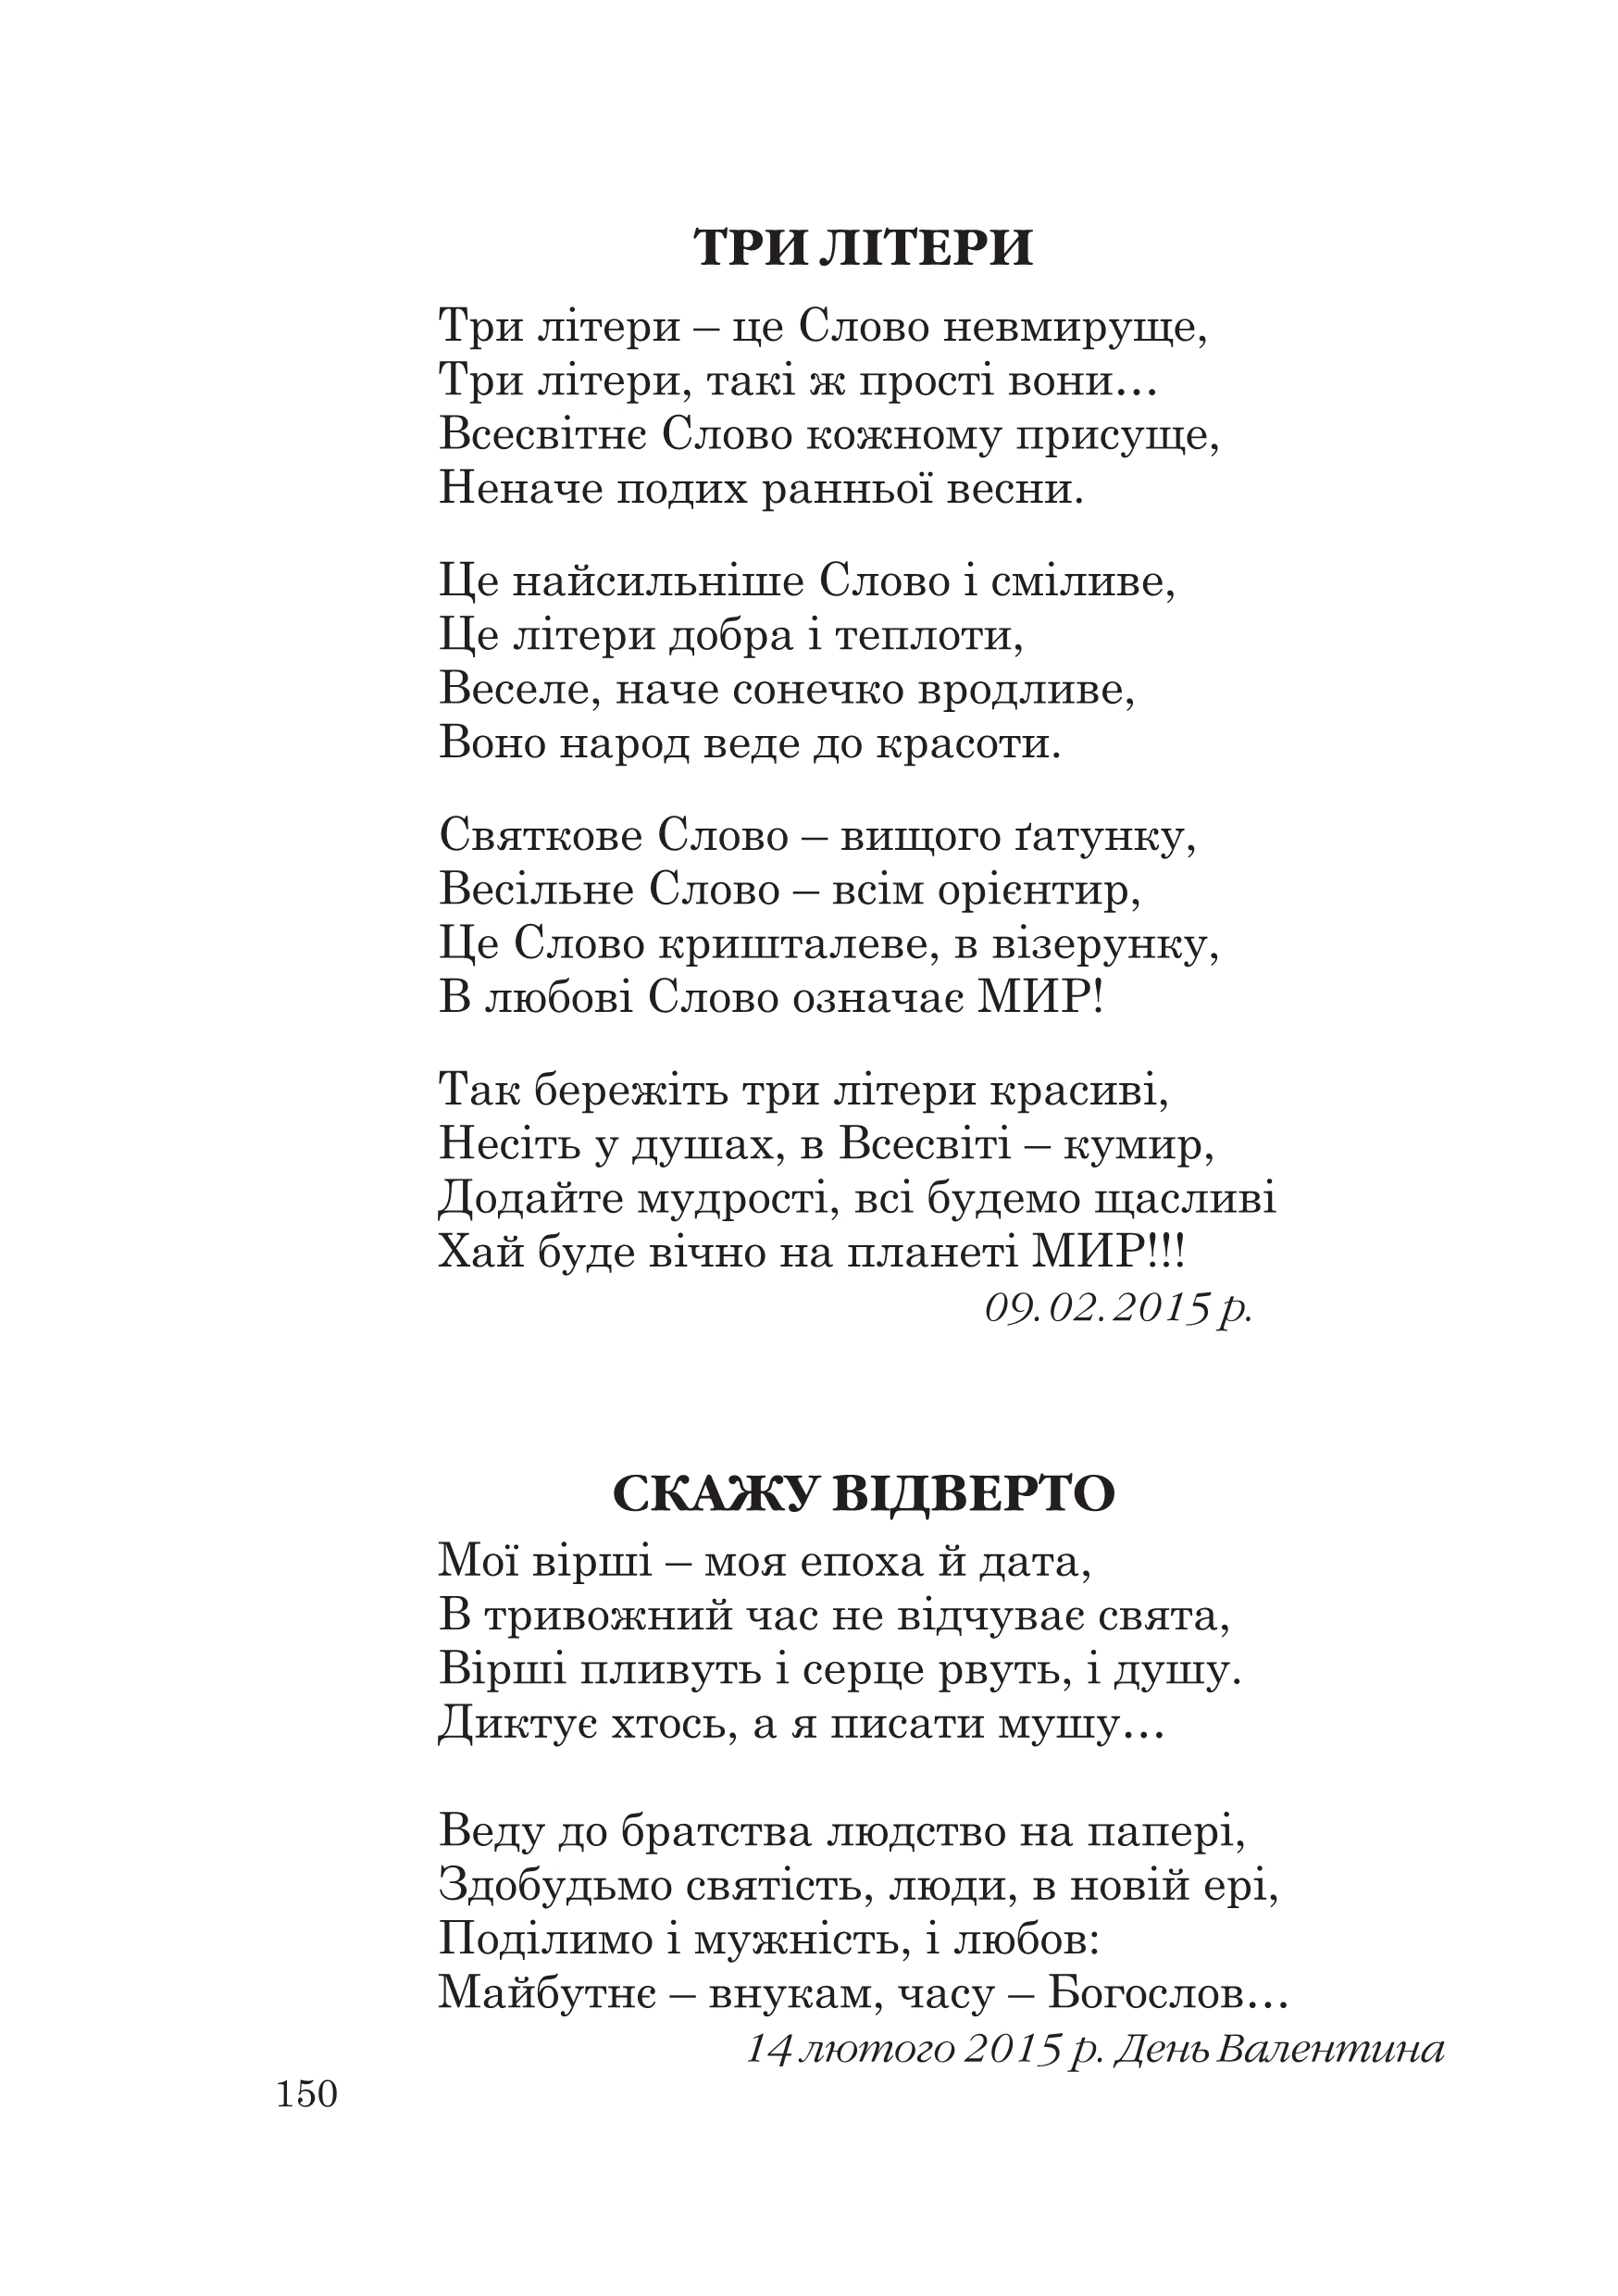 ТРИ ЛІТЕРИ
Три літери – це Слово невмируще,
Три літери, такі ж прості вони…
Всесвітнє Слово кожному присуще,
Неначе подих ранньої весни.
Це найсильніше Слово і сміливе,
Це літери добра і теплоти,
Веселе, наче сонечко вродливе,
Воно народ веде до красоти.
Святкове Слово – вищого ґатунку,
Весільне Слово – всім орієнтир,
Це Слово кришталеве, в візерунку,
В любові Слово означає МИР!
Так бережіть три літери красиві,
Несіть у душах, в Всесвіті – кумир,
Додайте мудрості, всі будемо щасливі
Хай буде вічно на планеті МИР!!!
09.02.2015 р.
СКАЖУ ВІДВЕРТО
Мої вірші – моя епоха й дата,
В тривожний час не відчуває свята,
Вірші пливуть і серце рвуть, і душу.
Диктує хтось, а я писати мушу…
Веду до братства людство на папері,
Здобудьмо святість, люди, в новій ері,
Поділимо і мужність, і любов:
Майбутнє – внукам, часу – Богослов…
14 лютого 2015 р. День Валентина
150